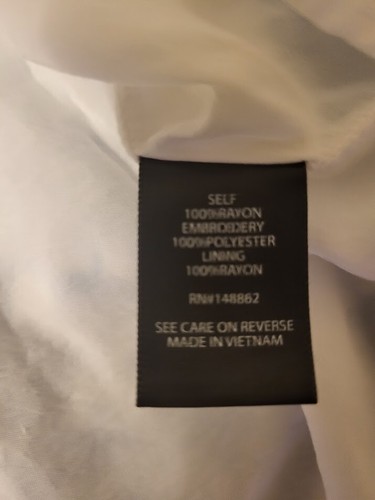 SELF
100%RAYON
EMBROIDERY
100%POLYESTER
LINING
100%RAYON
RN#148862
SEE CARE ON REVERSE
MADE IN VIETNAM